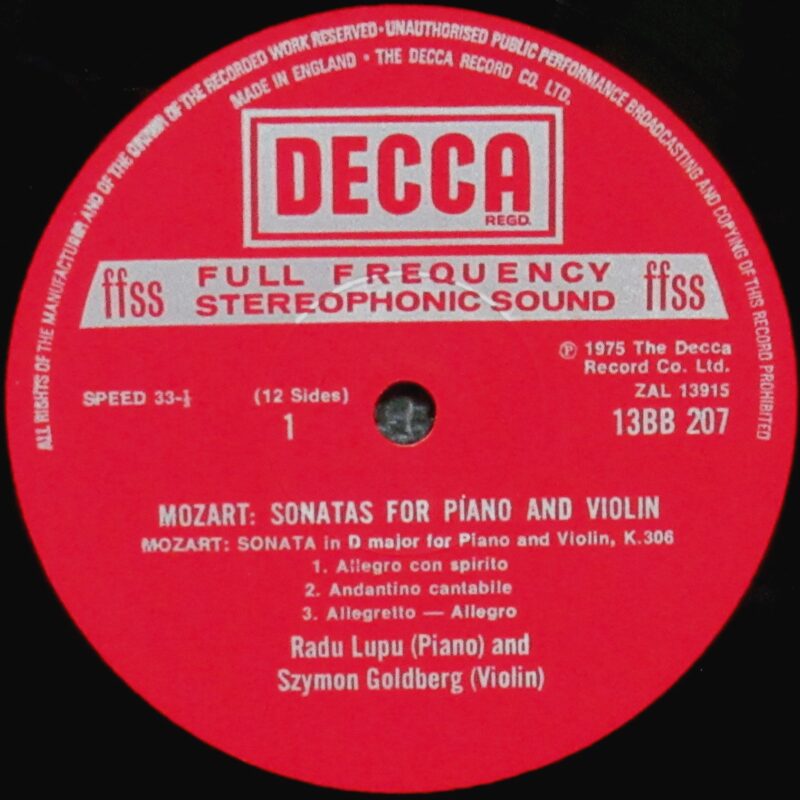 ALL RIGHTS OF THE MANUFACTURER AND OF THE OWNER OF THE RECORDED WORK RESERVED · UNAUTHORISED PUBLIC PERFORMANCE BROADCASTING AND COPYING OF THIS RECORD PROHIBITED
MADE IN ENGLAND · THE DECCA RECORD CO. LTD.
DECCA
REGD.
ffss FULL FREQUENCY STEREOPHONIC SOUND ffss
℗ 1975 The Decca
Record Co. Ltd.
SPEED 33-⅓ (12 Sides) ZAL 13915
1 13BB 207
MOZART: SONATAS FOR PIANO AND VIOLIN
MOZART: SONATA in D major for Piano and Violin, K.306
1. Allegro con spirito
2. Andantino cantabile
3. Allegretto — Allegro
Radu Lupu (Piano) and
Szymon Goldberg (Violin)